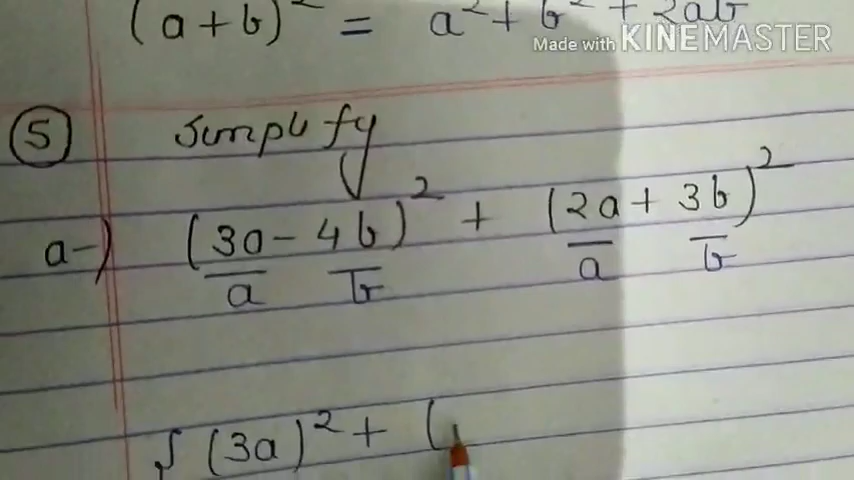 (a+b)² = a²+b²+2ab
Made with KINEMASTER
5 Simplify
a-) (3a-4b)² + (2a+3b)²
a b a b
[(3a)² + (